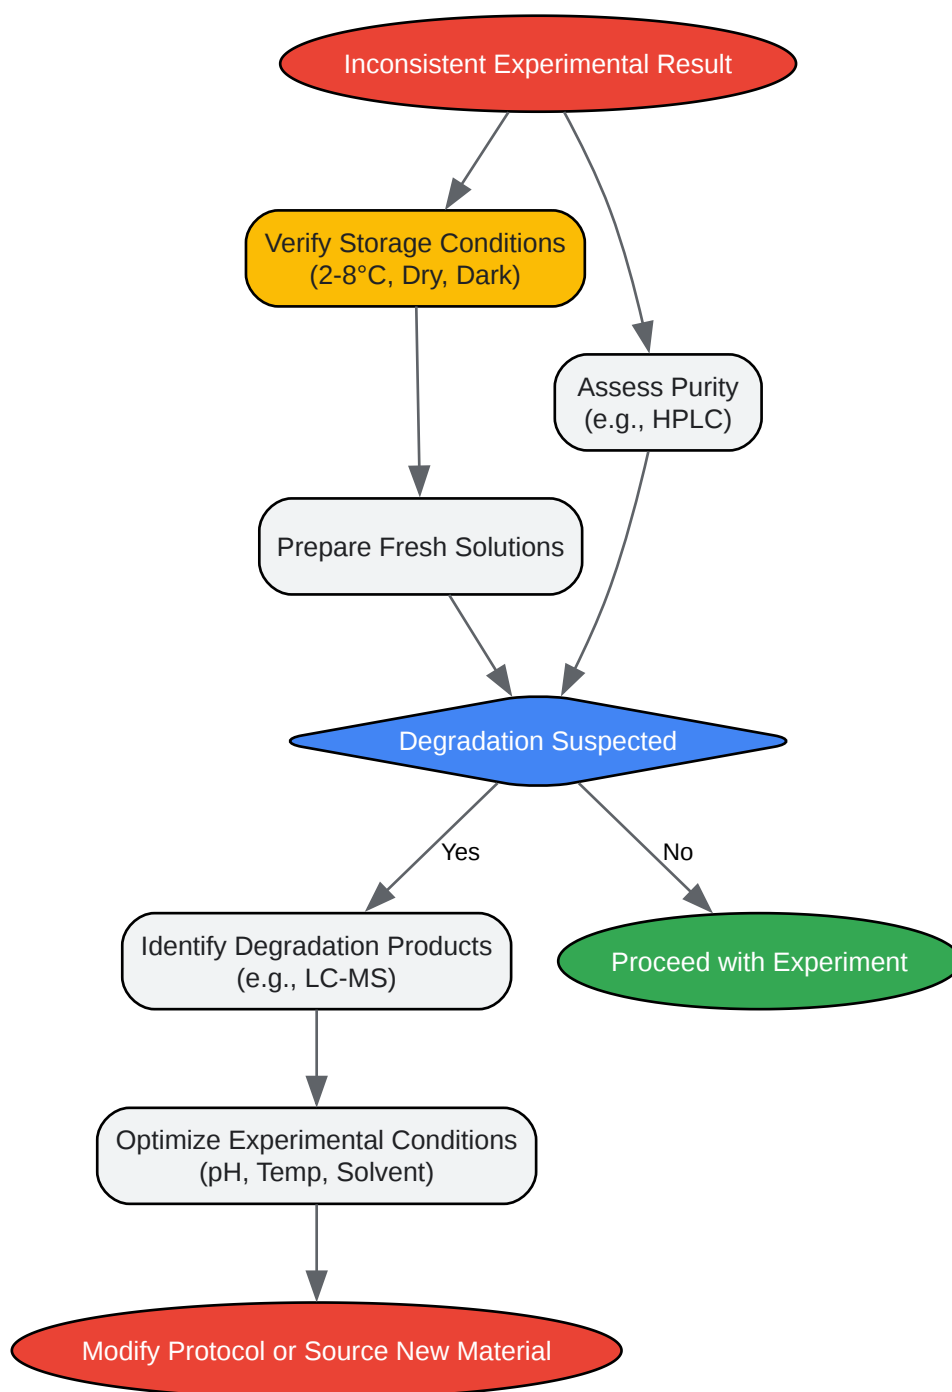 Inconsistent Experimental Result
Verify Storage Conditions
(2-8°C, Dry, Dark)
Assess Purity
(e.g., HPLC)
Prepare Fresh Solutions
Degradation Suspected
Yes
No
Identify Degradation Products
(e.g., LC-MS)
Proceed with Experiment
Optimize Experimental Conditions
(pH, Temp, Solvent)
Modify Protocol or Source New Material